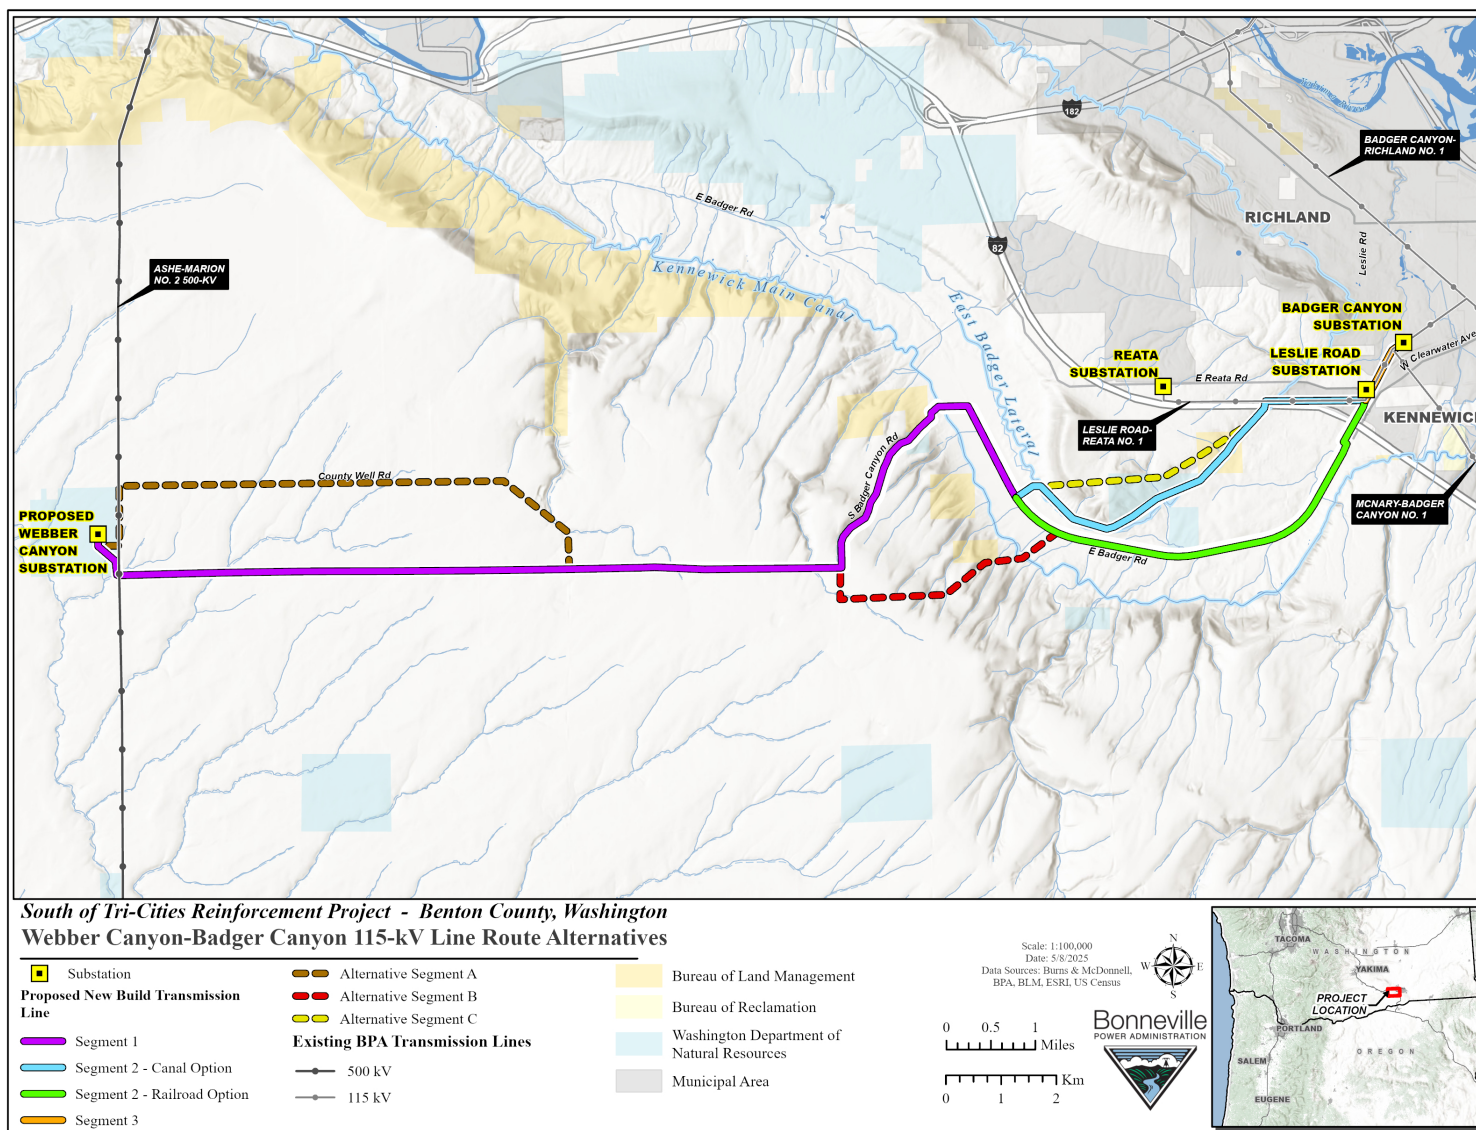 182
BADGER CANYON-
RICHLAND NO. 1
E Badger Rd
RICHLAND
82
Leslie Rd
ASHE-MARION
NO. 2 500-KV
Kennewick Main Canal
East Badger Lateral
BADGER CANYON
SUBSTATION
REATA
SUBSTATION
LESLIE ROAD
SUBSTATION
W Clearwater Ave
E Reata Rd
LESLIE ROAD-
REATA NO. 1
KENNEWICK
S Badger Canyon Rd
County Well Rd
MCNARY-BADGER
CANYON NO. 1
PROPOSED
WEBBER
CANYON
SUBSTATION
E Badger Rd
South of Tri-Cities Reinforcement Project - Benton County, Washington
Webber Canyon-Badger Canyon 115-kV Line Route Alternatives
Substation
Proposed New Build Transmission
Line
Segment 1
Segment 2 - Canal Option
Segment 2 - Railroad Option
Segment 3
Alternative Segment A
Alternative Segment B
Alternative Segment C
Existing BPA Transmission Lines
500 kV
115 kV
Bureau of Land Management
Bureau of Reclamation
Washington Department of
Natural Resources
Municipal Area
Scale: 1:100,000
Date: 5/8/2025
Data Sources: Burns & McDonnell,
BPA, BLM, ESRI, US Census
N
W E
S
0 0.5 1
Miles
Km
0 1 2
Bonneville
POWER ADMINISTRATION
TACOMA
WASHINGTON
YAKIMA
PROJECT
LOCATION
PORTLAND
SALEM
OREGON
EUGENE